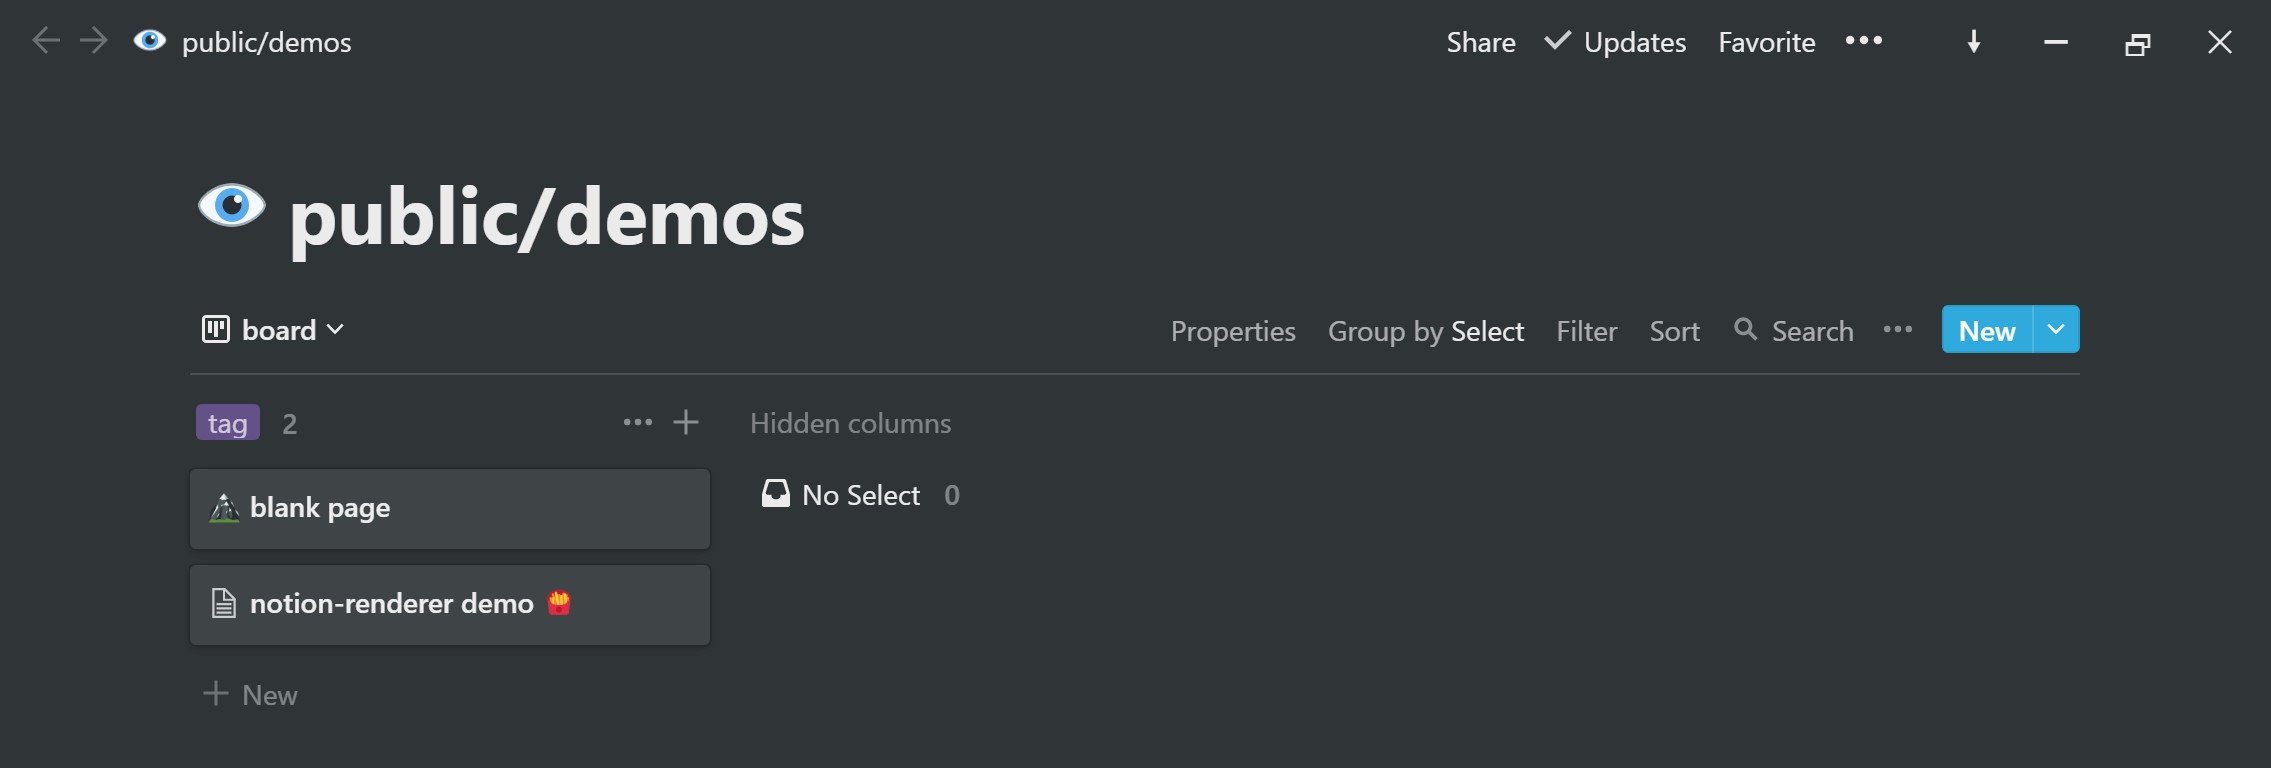 public/demos Share Updates Favorite
public/demos
board Properties Group by Select Filter Sort Search New
tag 2 Hidden columns
No Select 0
blank page
notion-renderer demo
New